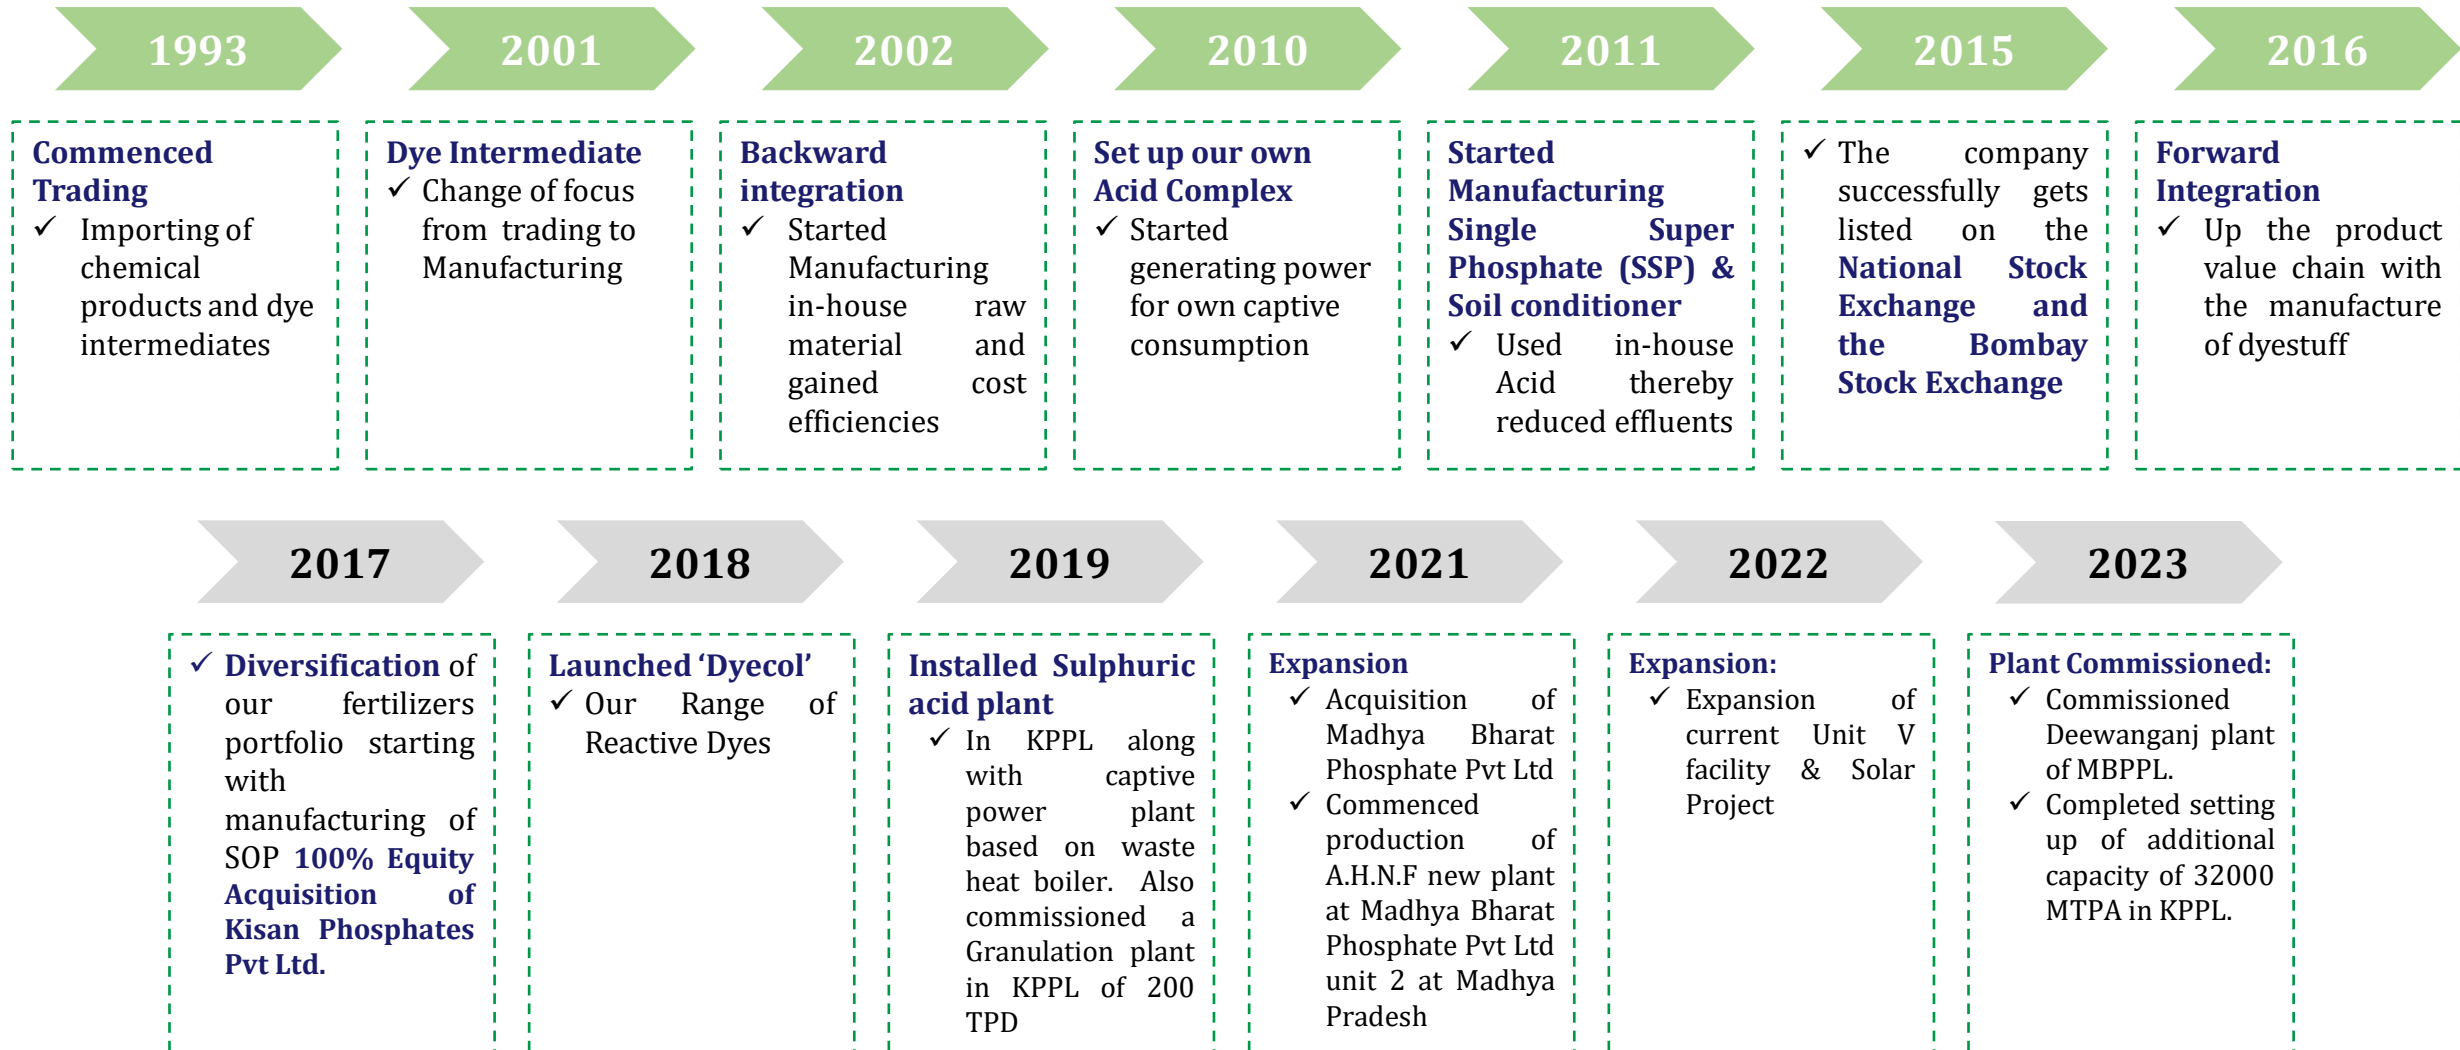 1993
2001
2002
2010
2011
2015
2016
Commenced
Trading
✓ Importing of
chemical
products and dye
intermediates
Dye Intermediate
✓ Change of focus
from trading to
Manufacturing
Backward
integration
✓ Started
Manufacturing
in-house raw
material and
gained cost
efficiencies
Set up our own
Acid Complex
✓ Started
generating power
for own captive
consumption
Started
Manufacturing
Single Super
Phosphate (SSP) &
Soil conditioner
✓ Used in-house
Acid thereby
reduced effluents
✓ The company
successfully gets
listed on the
National Stock
Exchange and
the Bombay
Stock Exchange
Forward
Integration
✓ Up the product
value chain with
the manufacture
of dyestuff
2017
2018
2019
2021
2022
2023
✓ Diversification of
our fertilizers
portfolio starting
with
manufacturing of
SOP 100% Equity
Acquisition of
Kisan Phosphates
Pvt Ltd.
Launched ‘Dyecol’
✓ Our Range of
Reactive Dyes
Installed Sulphuric
acid plant
✓ In KPPL along
with captive
power plant
based on waste
heat boiler. Also
commissioned a
Granulation plant
in KPPL of 200
TPD
Expansion
✓ Acquisition of
Madhya Bharat
Phosphate Pvt Ltd
✓ Commenced
production of
A.H.N.F new plant
at Madhya Bharat
Phosphate Pvt Ltd
unit 2 at Madhya
Pradesh
Expansion:
✓ Expansion of
current Unit V
facility & Solar
Project
Plant Commissioned:
✓ Commissioned
Deewanganj plant
of MBPPL.
✓ Completed setting
up of additional
capacity of 32000
MTPA in KPPL.